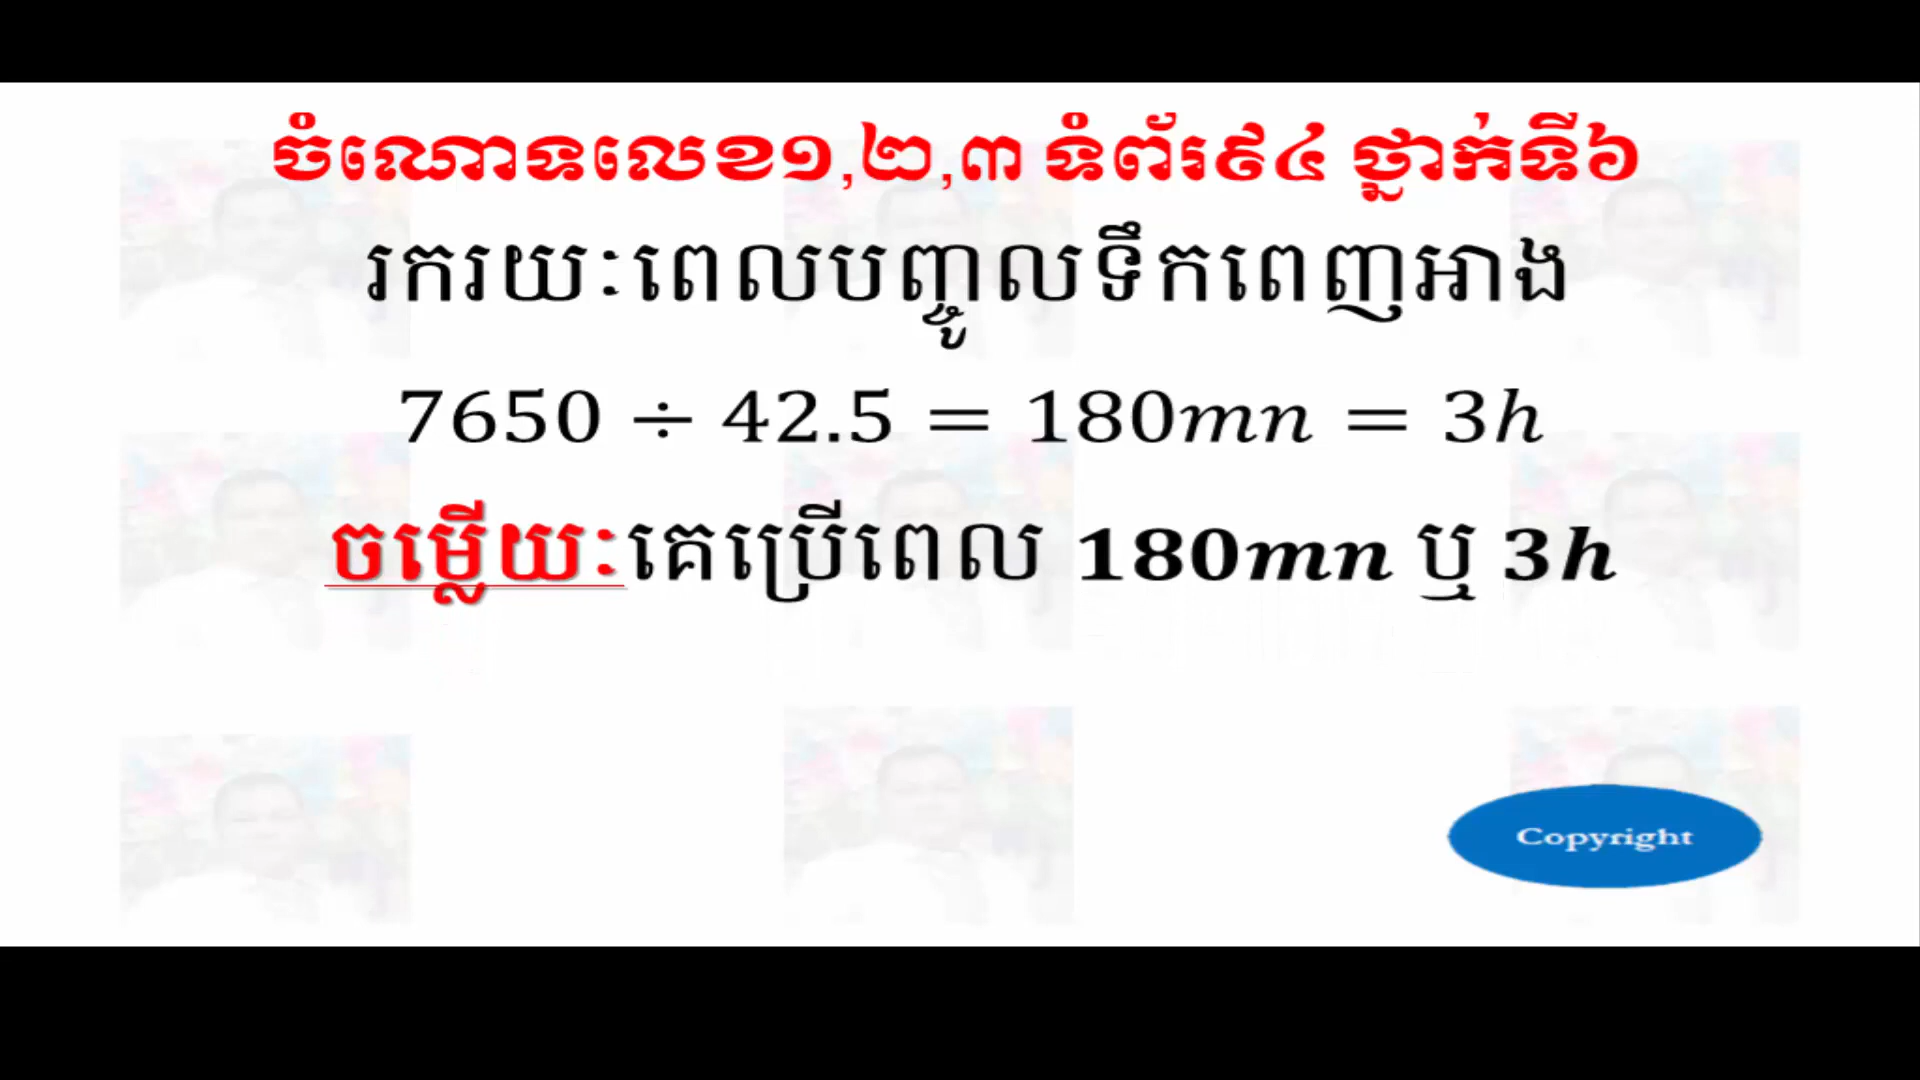 ចំណោទលេខ១,២,៣ ទំព័រ៩៤ ថ្នាក់ទី៦
រករយៈពេលបញ្ចូលទឹកពេញអាង
7650 ÷ 42.5 = 180mn = 3h
ចម្លើយៈគេប្រើពេល 180mn ឬ 3h
Copyright